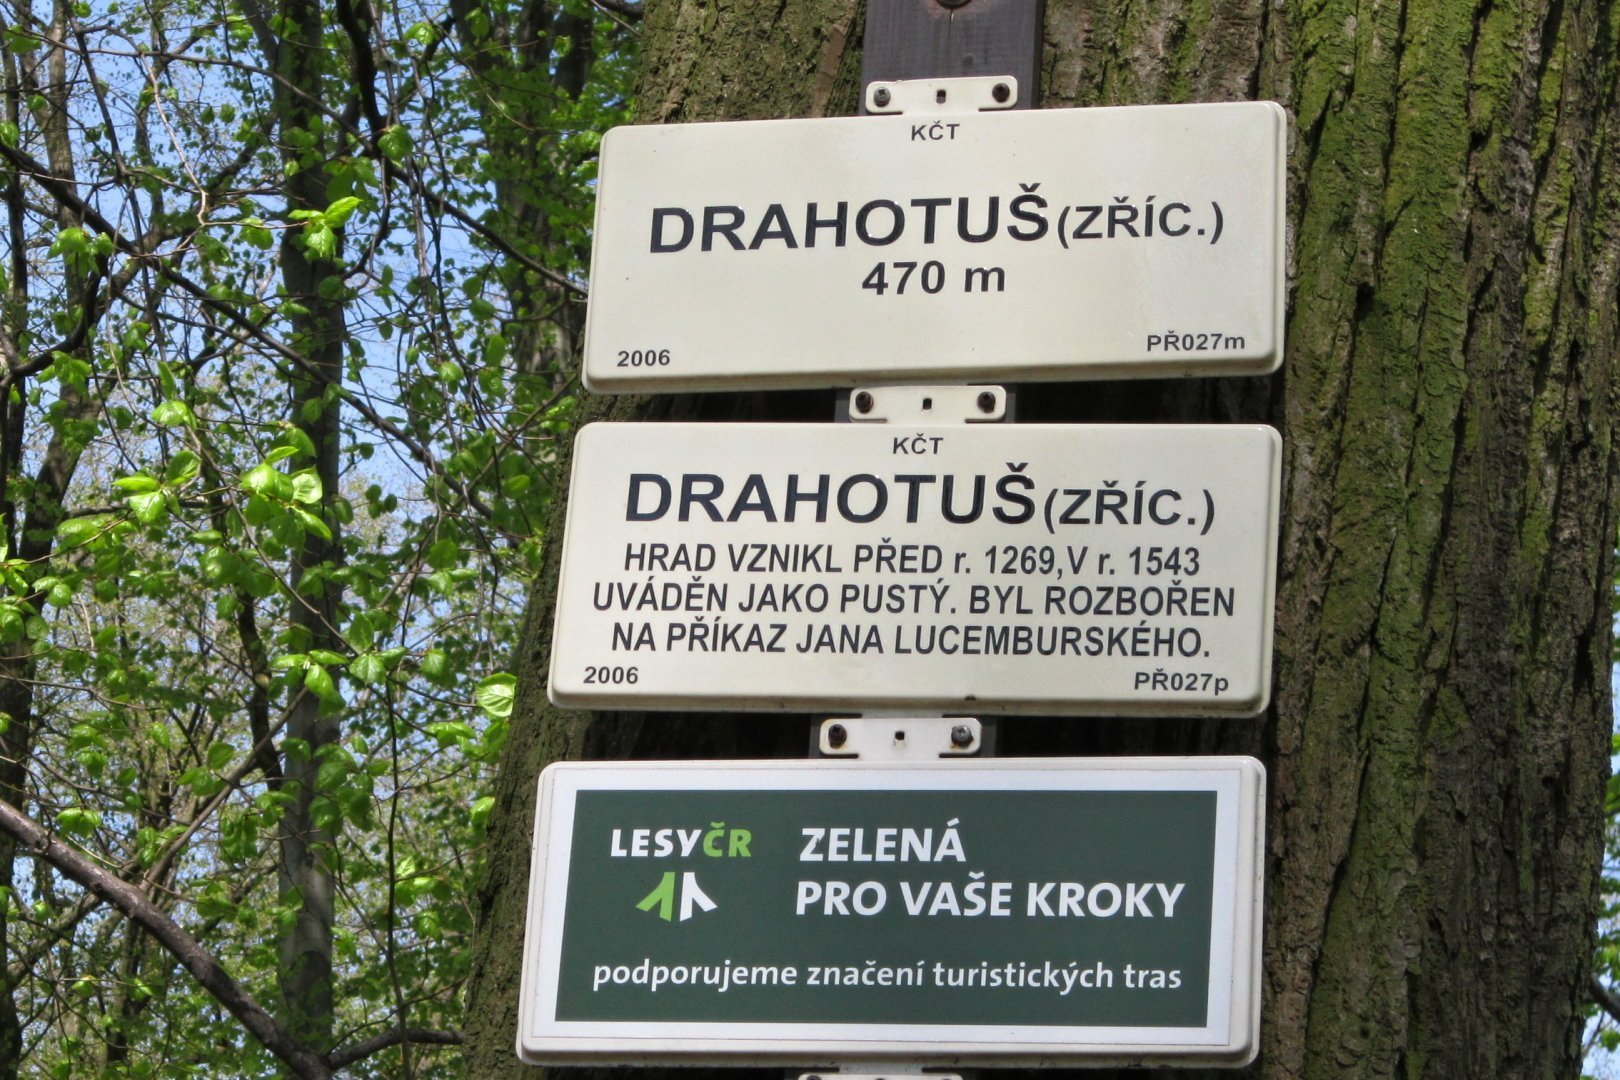 KČT
DRAHOTUŠ (ZŘÍC.)
470 m
2006 PŘ027m
KČT
DRAHOTUŠ (ZŘÍC.)
HRAD VZNIKL PŘED r. 1269, V r. 1543
UVÁDĚN JAKO PUSTÝ. BYL ROZBOŘEN
NA PŘÍKAZ JANA LUCEMBURSKÉHO.
2006 PŘ027p
LESYČR
ZELENÁ
PRO VAŠE KROKY
podporujeme značení turistických tras